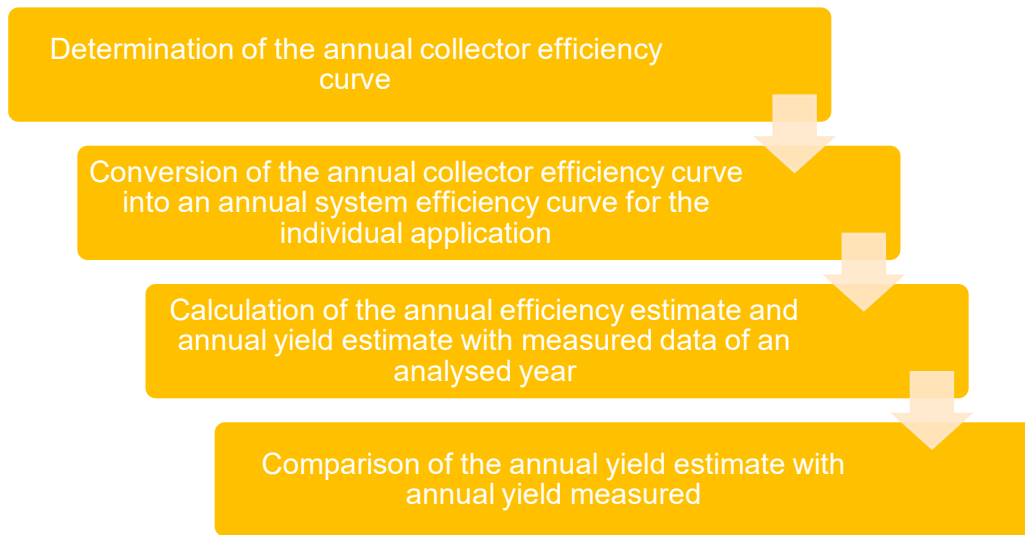 Determination of the annual collector efficiency
curve
Conversion of the annual collector efficiency curve
into an annual system efficiency curve for the
individual application
Calculation of the annual efficiency estimate and
annual yield estimate with measured data of an
analysed year
Comparison of the annual yield estimate with
annual yield measured